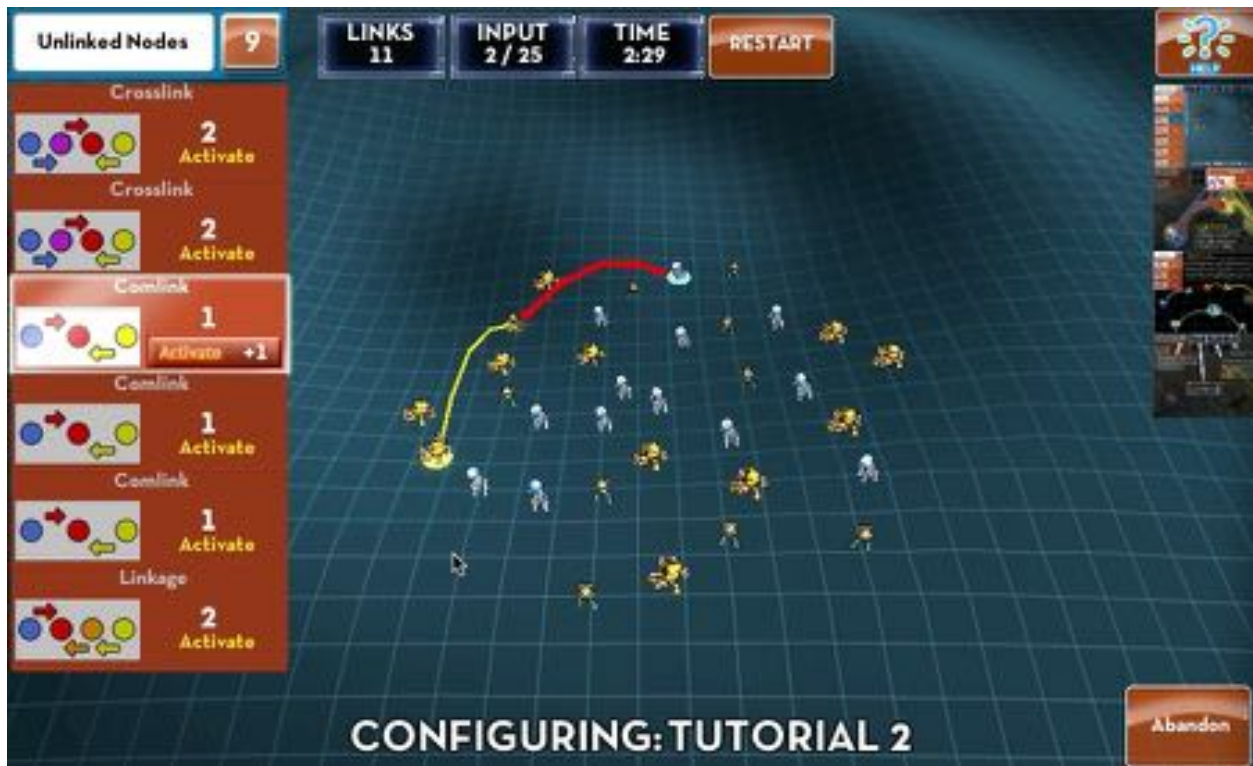 Unlinked Nodes
9
LINKS
11
INPUT
2 / 25
TIME
2:29
RESTART
HELP
Crosslink
2
Activate
Crosslink
2
Activate
Comlink
1
Activate +1
Comlink
1
Activate
Comlink
1
Activate
Linkage
2
Activate
CONFIGURING: TUTORIAL 2
Abandon